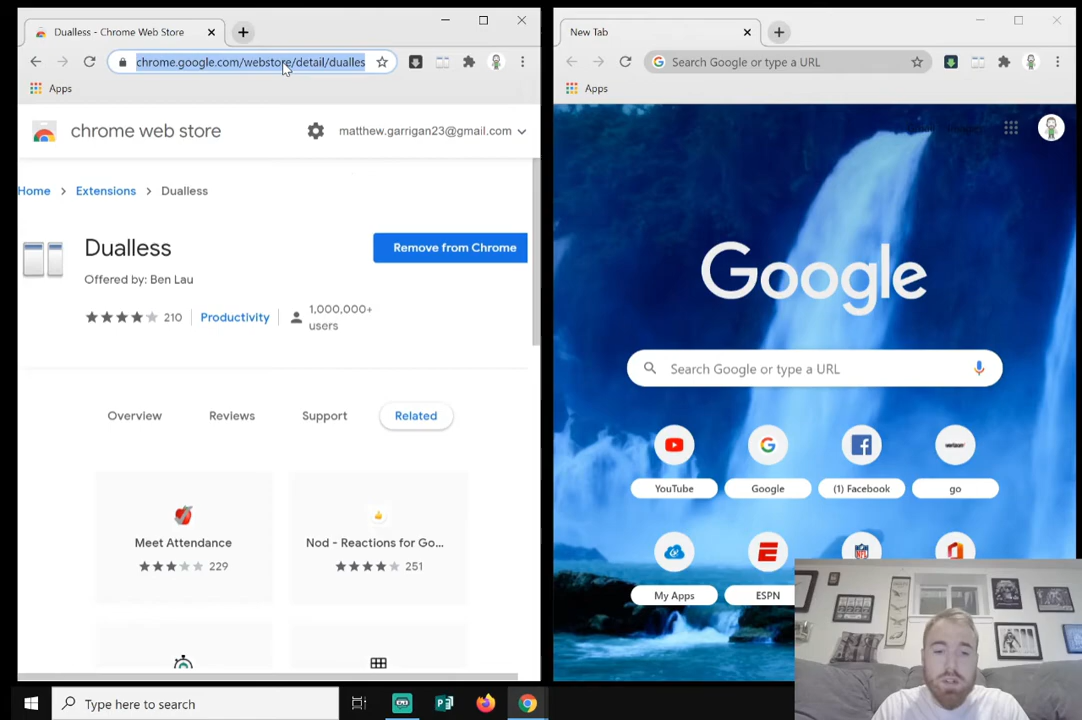 Dualless - Chrome Web Store
chrome.google.com/webstore/detail/dualles
Apps
chrome web store
matthew.garrigan23@gmail.com
Home > Extensions > Dualless
Dualless
Remove from Chrome
Offered by: Ben Lau
210
Productivity
1,000,000+
users
Overview
Reviews
Support
Related
Meet Attendance
229
Nod - Reactions for Go...
251
New Tab
Search Google or type a URL
Apps
Google
Search Google or type a URL
YouTube
Google
(1) Facebook
go
My Apps
ESPN
Type here to search